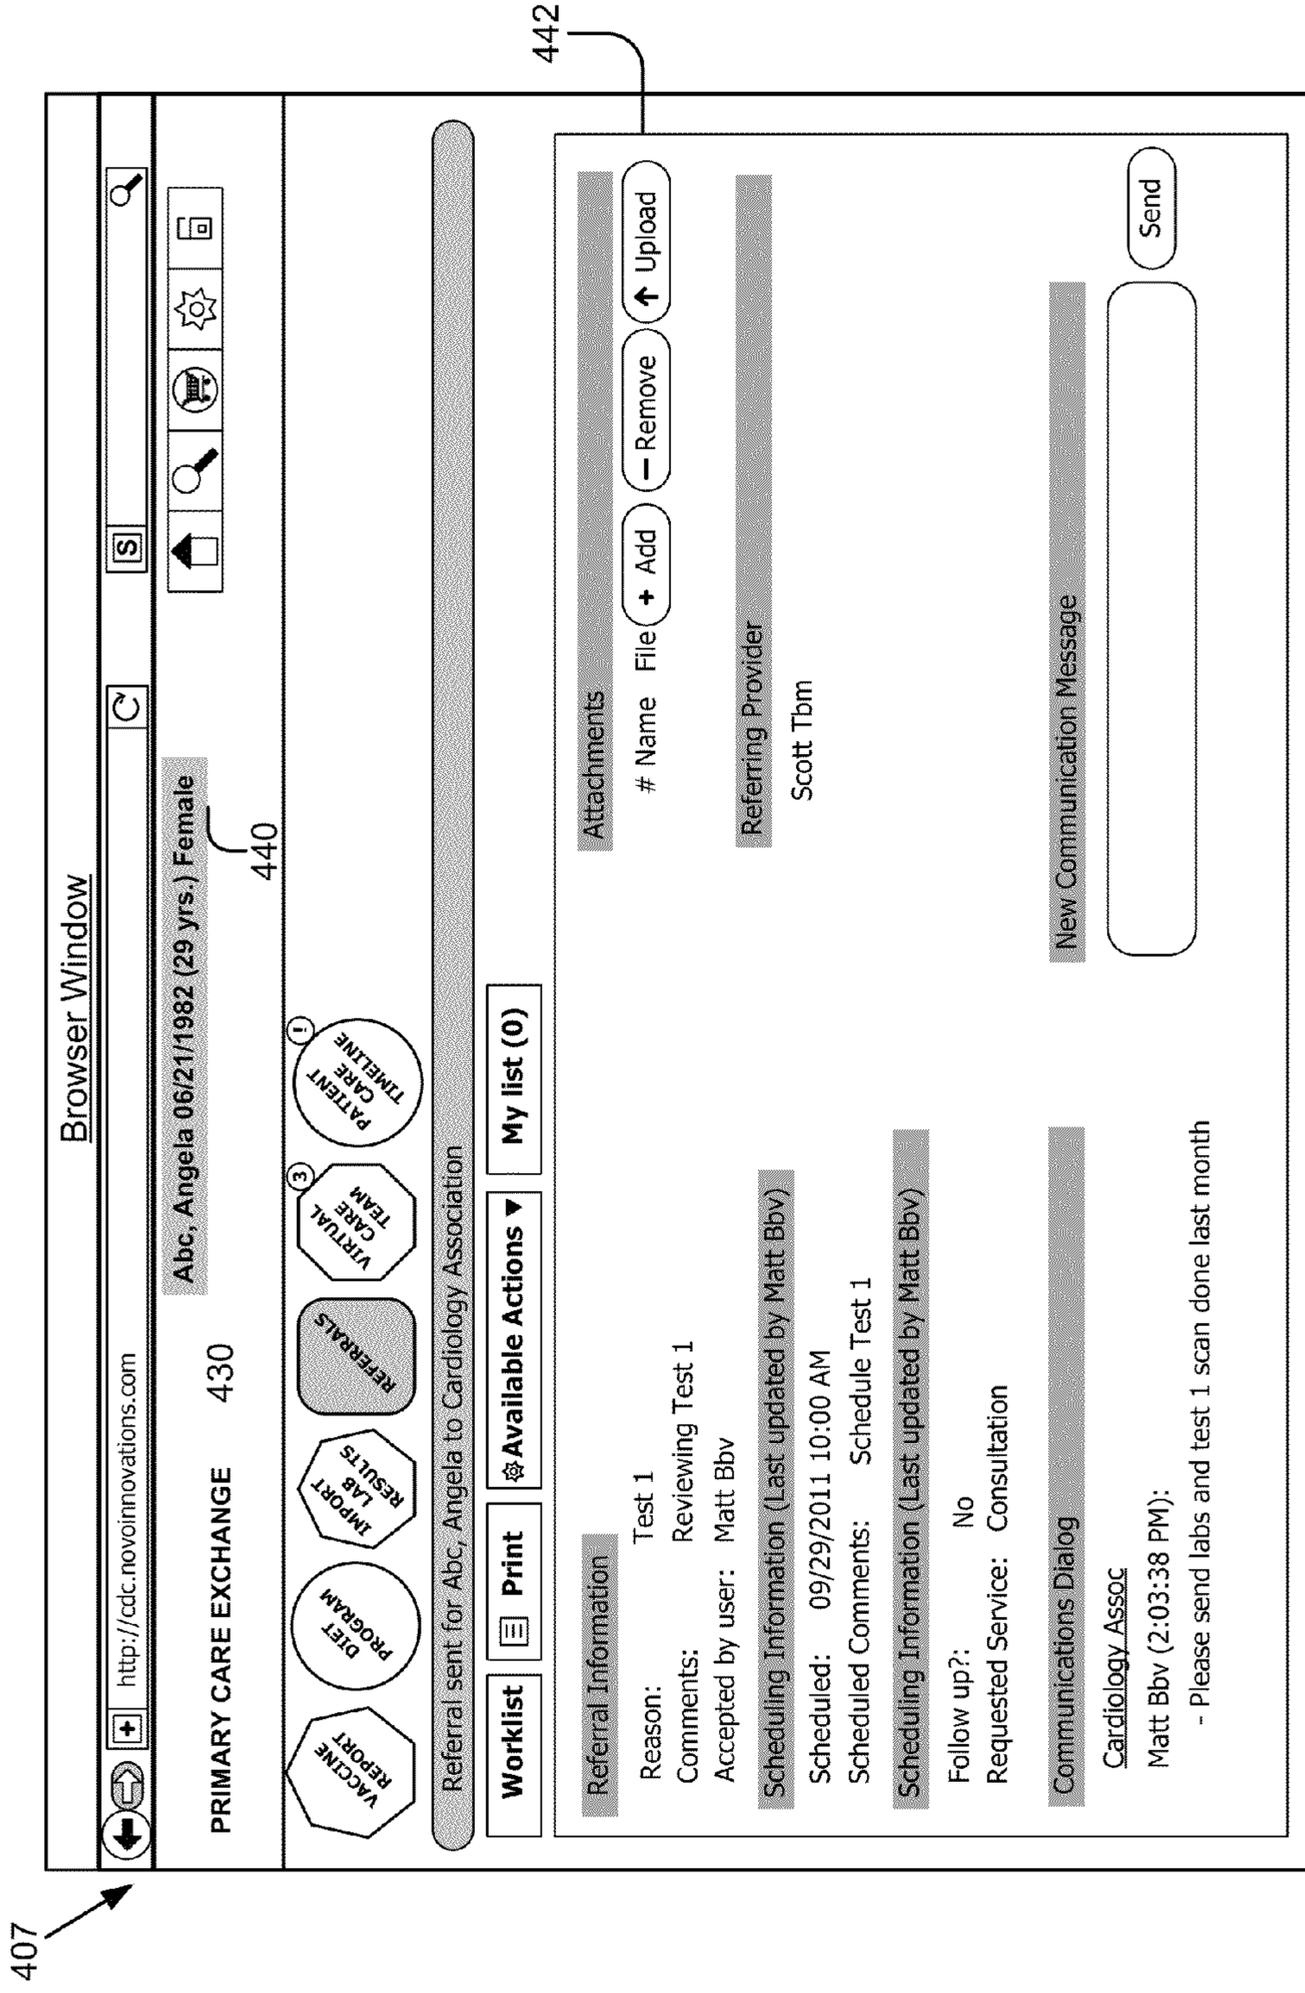 407
442
Browser Window
+ http://cdc.novoinnovations.com S
PRIMARY CARE EXCHANGE 430 Abc, Angela 06/21/1982 (29 yrs.) Female
440
VACCINE
REPORT
DIET
PROGRAM
IMPORT
LAB
RESULTS
REFERRALS
VIRTUAL
CARE
TEAM
3
PATIENT
CARE
TIMELINE
!
Referral sent for Abc, Angela to Cardiology Association
Worklist Print Available Actions ▼ My list (0)
Referral Information
Reason: Test 1
Comments: Reviewing Test 1
Accepted by user: Matt Bbv
Scheduling Information (Last updated by Matt Bbv)
Scheduled: 09/29/2011 10:00 AM
Scheduled Comments: Schedule Test 1
Scheduling Information (Last updated by Matt Bbv)
Follow up?: No
Requested Service: Consultation
Communications Dialog
Cardiology Assoc
Matt Bbv (2:03:38 PM):
- Please send labs and test 1 scan done last month
Attachments
# Name File + Add — Remove ↑ Upload
Referring Provider
Scott Tbm
New Communication Message
Send